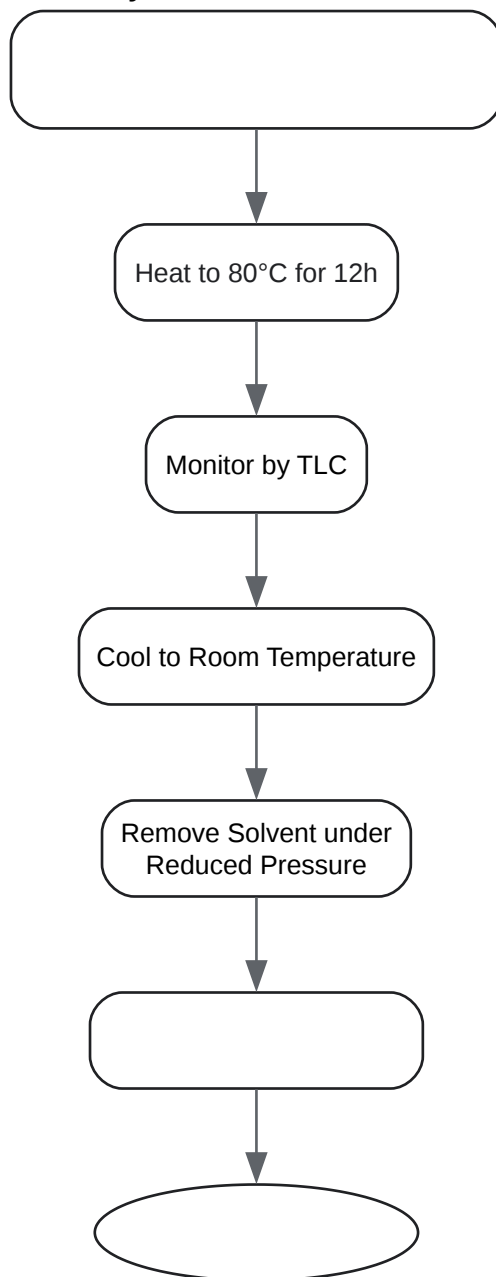 Heat to 80°C for 12h
Monitor by TLC
Cool to Room Temperature
Remove Solvent under
Reduced Pressure